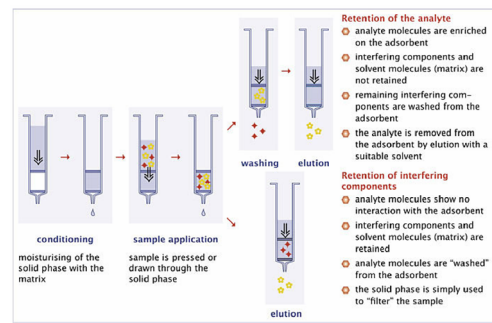 Retention of the analyte
analyte molecules are enriched
on the adsorbent
interfering components and
solvent molecules (matrix) are
not retained
remaining interfering com-
ponents are washed from the
adsorbent
the analyte is removed from
the adsorbent by elution with a
suitable solvent
washing
elution
Retention of interfering
components
analyte molecules show no
interaction with the adsorbent
interfering components and
solvent molecules (matrix) are
retained
analyte molecules are “washed”
from the adsorbent
the solid phase is simply used
to “filter” the sample
conditioning
moisturising of the
solid phase with the
matrix
sample application
sample is pressed or
drawn through the
solid phase
elution